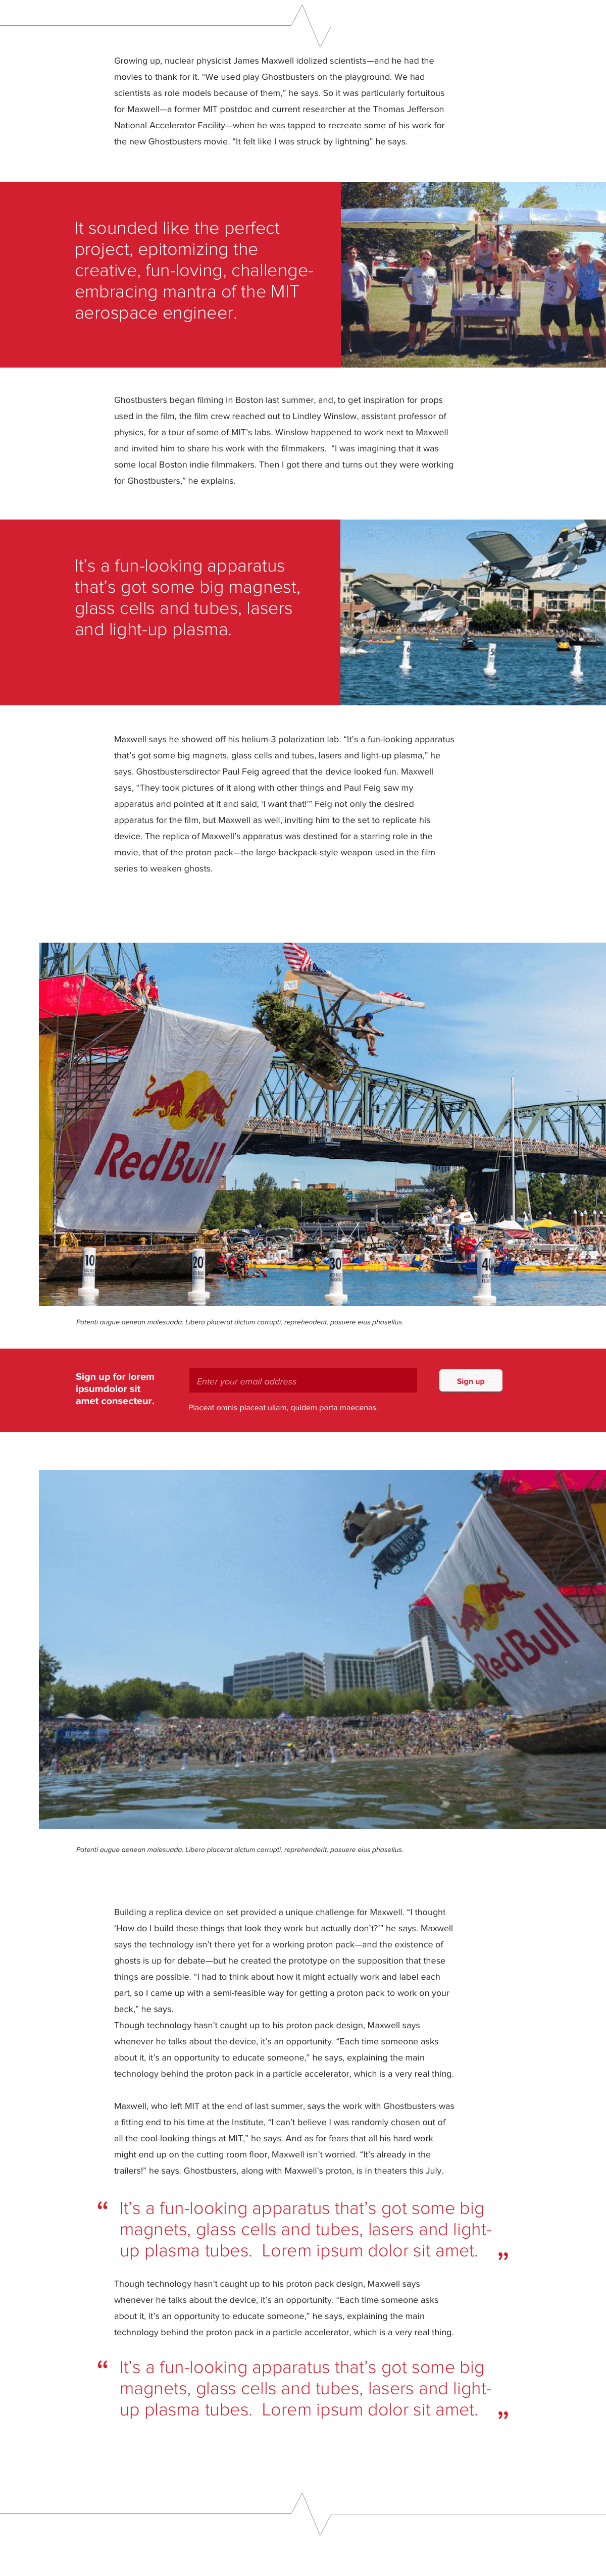 Growing up, nuclear physicist James Maxwell idolized scientists—and he had the
movies to thank for it. “We used play Ghostbusters on the playground. We had
scientists as role models because of them,” he says. So it was particularly fortuitous
for Maxwell—a former MIT postdoc and current researcher at the Thomas Jefferson
National Accelerator Facility—when he was tapped to recreate some of his work for
the new Ghostbusters movie. “It felt like I was struck by lightning” he says.
It sounded like the perfect
project, epitomizing the
creative, fun-loving, challenge-
embracing mantra of the MIT
aerospace engineer.
Ghostbusters began filming in Boston last summer, and, to get inspiration for props
used in the film, the film crew reached out to Lindley Winslow, assistant professor of
physics, for a tour of some of MIT’s labs. Winslow happened to work next to Maxwell
and invited him to share his work with the filmmakers.  “I was imagining that it was
some local Boston indie filmmakers. Then I got there and turns out they were working
for Ghostbusters,” he explains.
It’s a fun-looking apparatus
that’s got some big magnest,
glass cells and tubes, lasers
and light-up plasma.
Maxwell says he showed off his helium-3 polarization lab. “It’s a fun-looking apparatus
that’s got some big magnets, glass cells and tubes, lasers and light-up plasma,” he
says. Ghostbustersdirector Paul Feig agreed that the device looked fun. Maxwell
says, “They took pictures of it along with other things and Paul Feig saw my
apparatus and pointed at it and said, ‘I want that!’” Feig not only the desired
apparatus for the film, but Maxwell as well, inviting him to the set to replicate his
device. The replica of Maxwell’s apparatus was destined for a starring role in the
movie, that of the proton pack—the large backpack-style weapon used in the film
series to weaken ghosts.
Red Bull
10
20
30
4
Potenti augue aenean malesuada. Libero placerat dictum corrupti, reprehenderit, posuere eius phasellus.
Sign up for lorem
ipsumdolor sit
amet consecteur.
Enter your email address
Sign up
Placeat omnis placeat ullam, quidem porta maecenas.
Red Bull
Potenti augue aenean malesuada. Libero placerat dictum corrupti, reprehenderit, posuere eius phasellus.
Building a replica device on set provided a unique challenge for Maxwell. “I thought
‘How do I build these things that look they work but actually don’t?’” he says. Maxwell
says the technology isn’t there yet for a working proton pack—and the existence of
ghosts is up for debate—but he created the prototype on the supposition that these
things are possible. “I had to think about how it might actually work and label each
part, so I came up with a semi-feasible way for getting a proton pack to work on your
back,” he says.
Though technology hasn’t caught up to his proton pack design, Maxwell says
whenever he talks about the device, it’s an opportunity. “Each time someone asks
about it, it’s an opportunity to educate someone,” he says, explaining the main
technology behind the proton pack in a particle accelerator, which is a very real thing.
Maxwell, who left MIT at the end of last summer, says the work with Ghostbusters was
a fitting end to his time at the Institute, “I can’t believe I was randomly chosen out of
all the cool-looking things at MIT,” he says. And as for fears that all his hard work
might end up on the cutting room floor, Maxwell isn’t worried. “It’s already in the
trailers!” he says. Ghostbusters, along with Maxwell’s proton, is in theaters this July.
“ It’s a fun-looking apparatus that’s got some big
magnets, glass cells and tubes, lasers and light-
up plasma tubes.  Lorem ipsum dolor sit amet. ”
Though technology hasn’t caught up to his proton pack design, Maxwell says
whenever he talks about the device, it’s an opportunity. “Each time someone asks
about it, it’s an opportunity to educate someone,” he says, explaining the main
technology behind the proton pack in a particle accelerator, which is a very real thing.
“ It’s a fun-looking apparatus that’s got some big
magnets, glass cells and tubes, lasers and light-
up plasma tubes.  Lorem ipsum dolor sit amet. ”